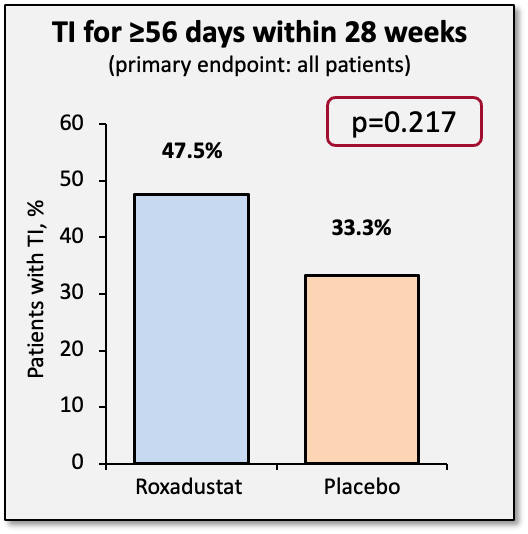 TI for ≥56 days within 28 weeks
(primary endpoint: all patients)
p=0.217
Patients with TI, %
60
50
40
30
20
10
0
47.5%
33.3%
Roxadustat
Placebo